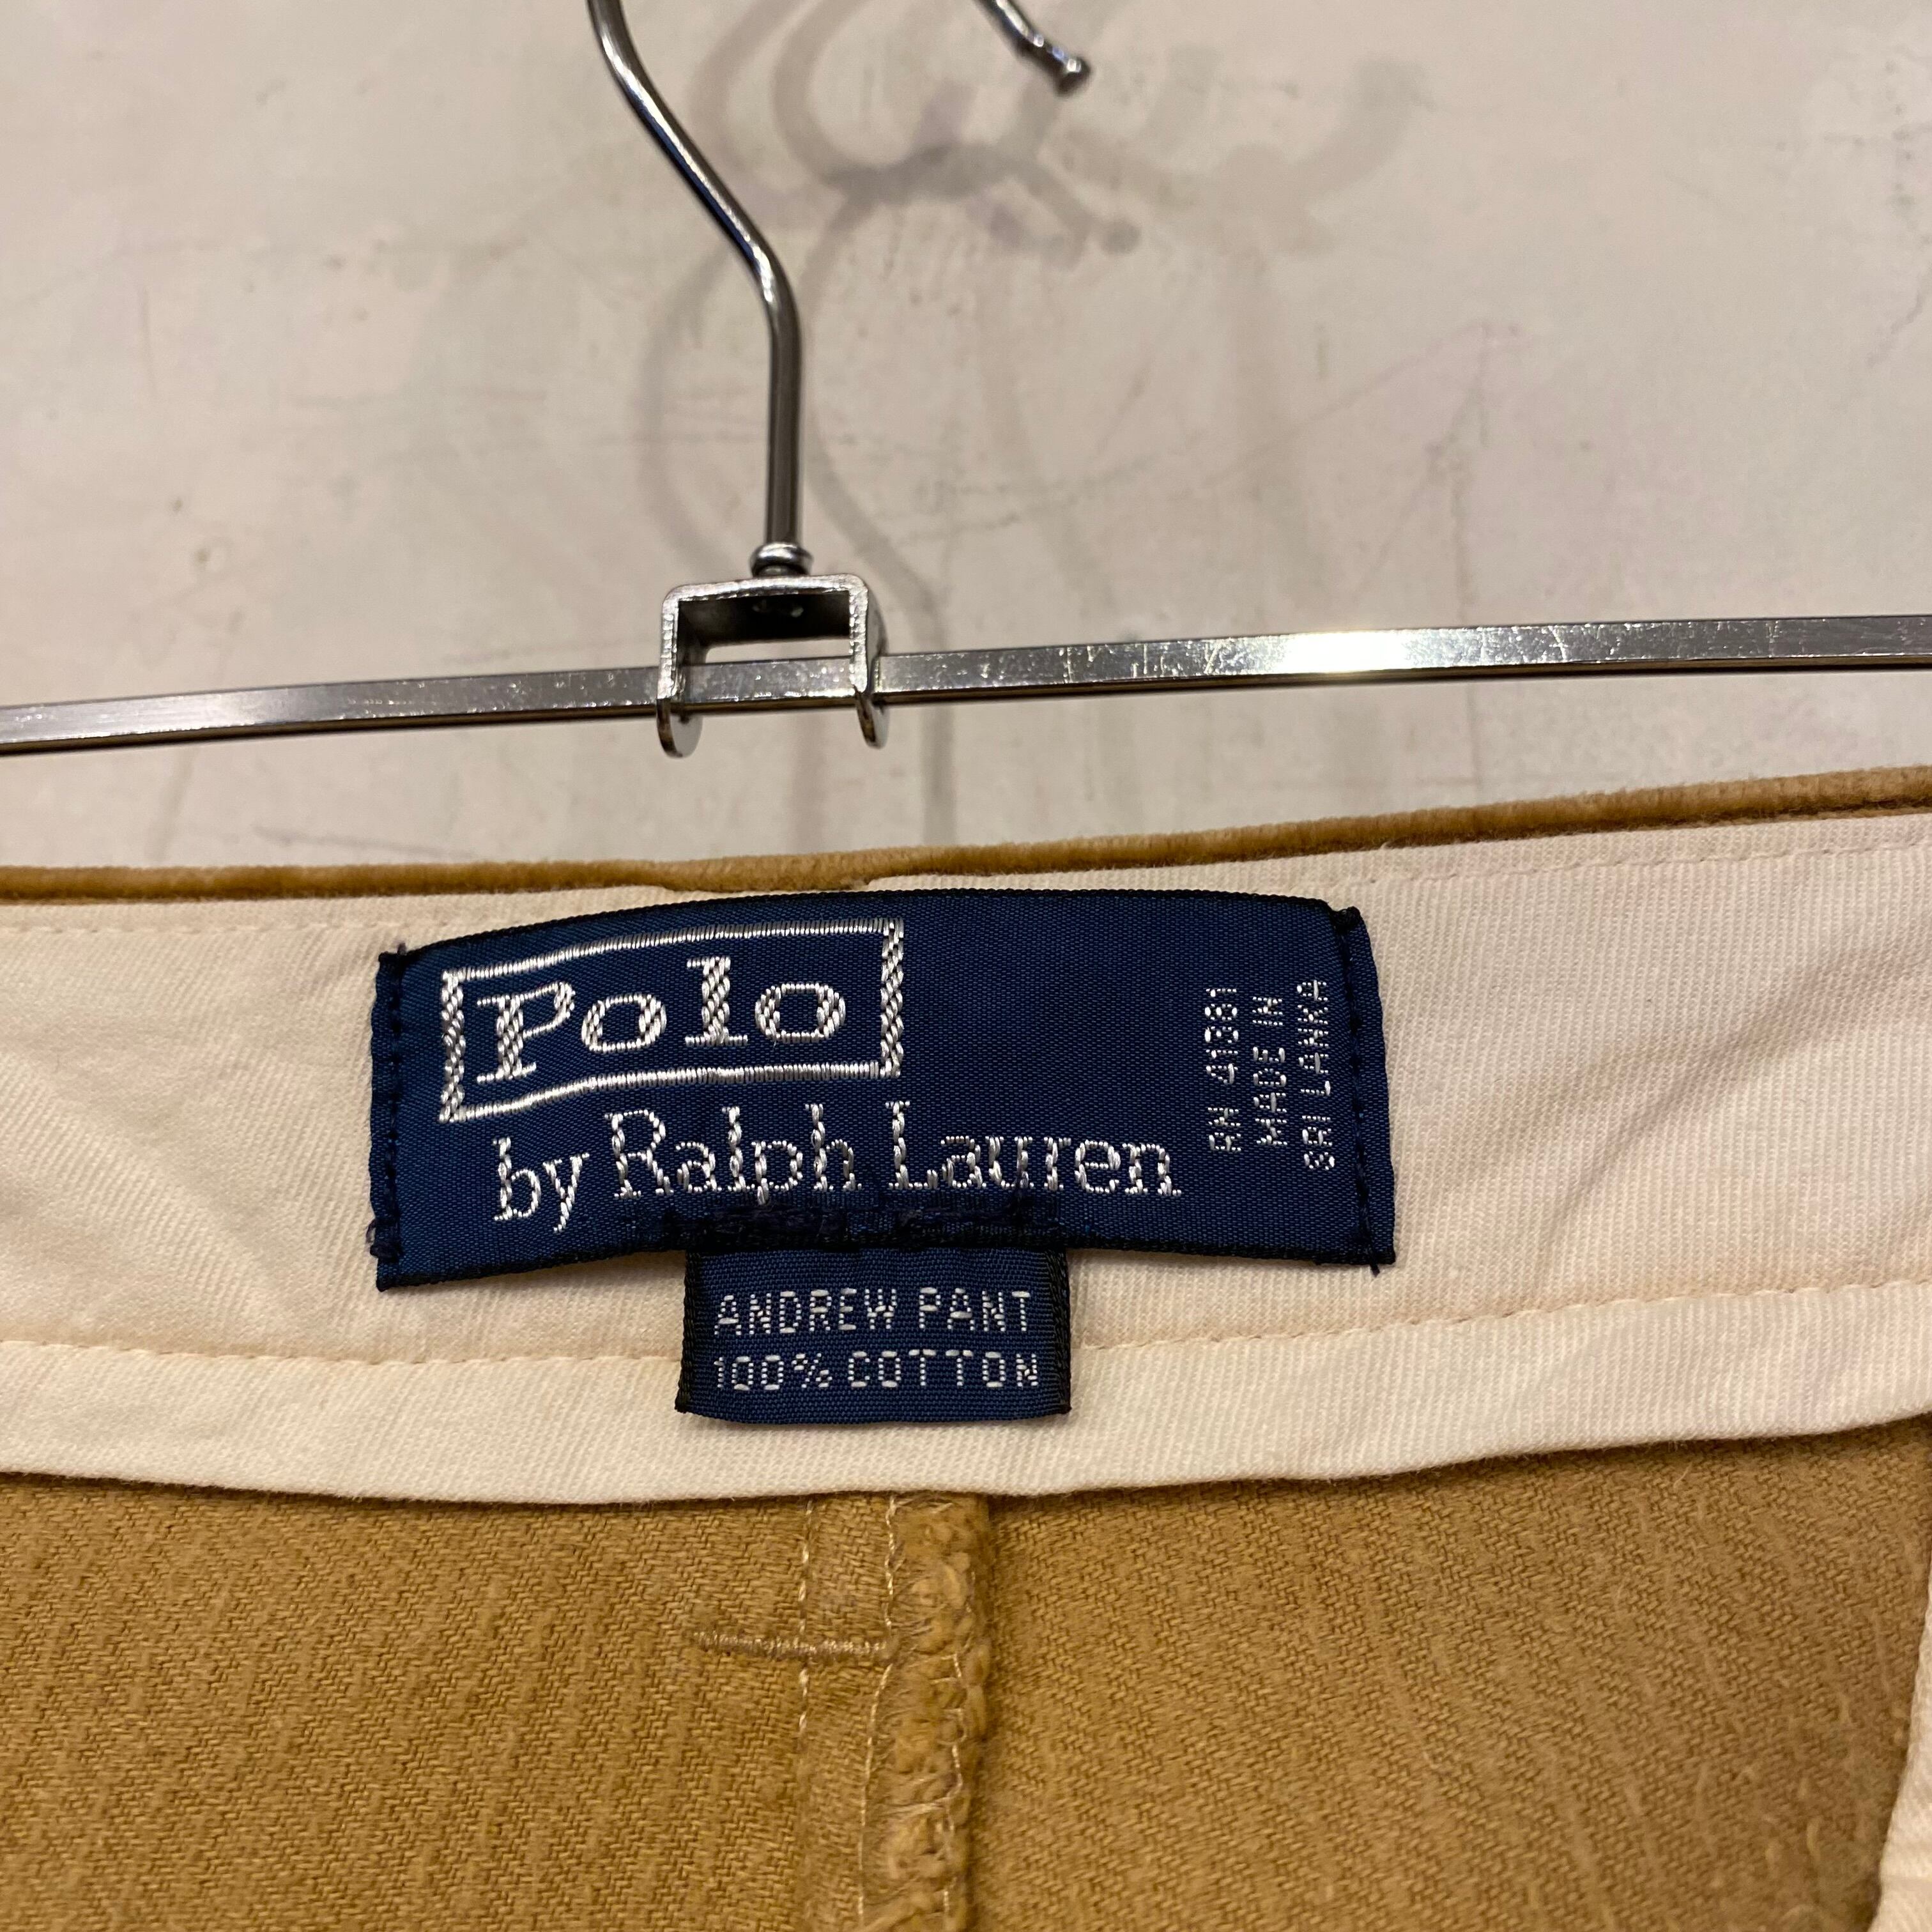 Polo
by Ralph Lauren
RN 41381
MADE IN
SRI LANKA
ANDREW PANT
100% COTTON